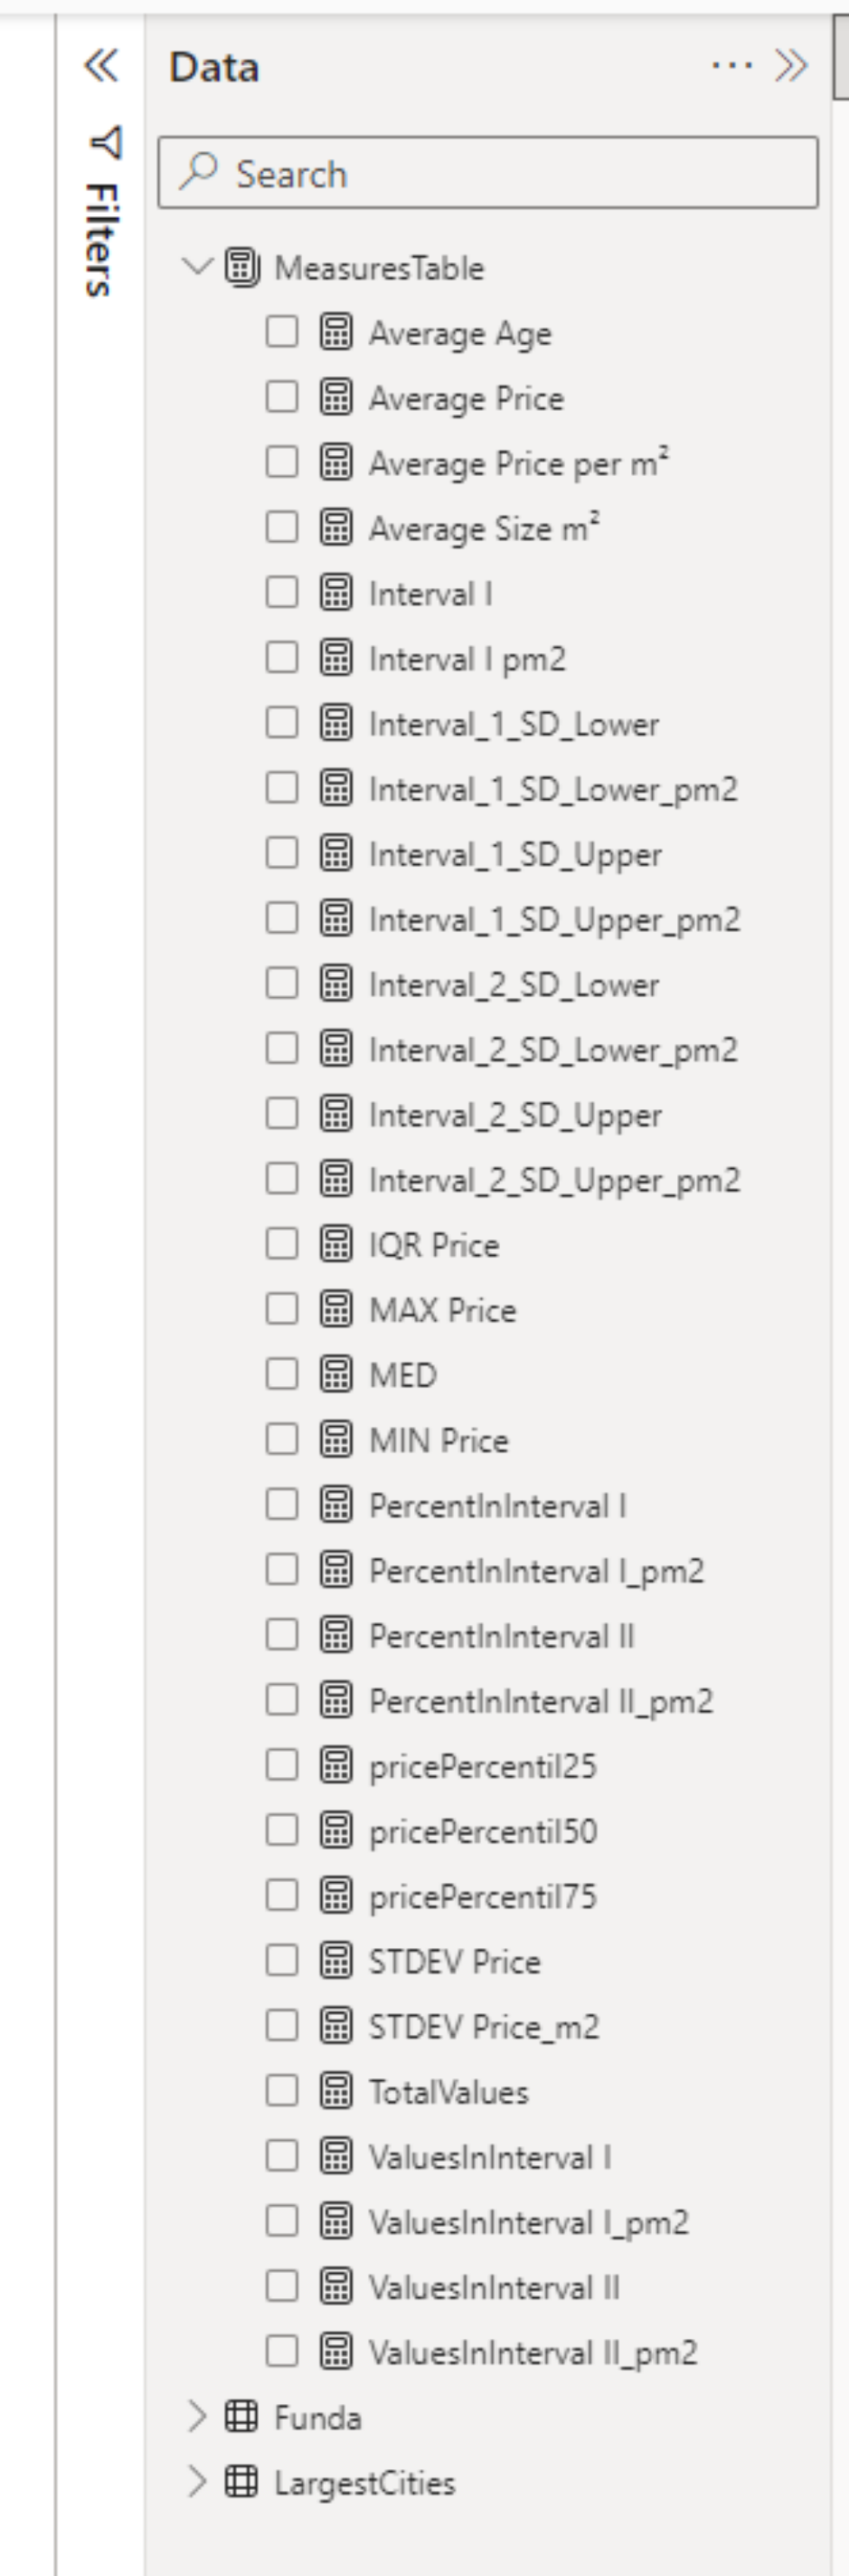 Data
Filters
Search
MeasuresTable
Average Age
Average Price
Average Price per m²
Average Size m²
Interval I
Interval I pm2
Interval_1_SD_Lower
Interval_1_SD_Lower_pm2
Interval_1_SD_Upper
Interval_1_SD_Upper_pm2
Interval_2_SD_Lower
Interval_2_SD_Lower_pm2
Interval_2_SD_Upper
Interval_2_SD_Upper_pm2
IQR Price
MAX Price
MED
MIN Price
PercentInInterval I
PercentInInterval I_pm2
PercentInInterval II
PercentInInterval II_pm2
pricePercentil25
pricePercentil50
pricePercentil75
STDEV Price
STDEV Price_m2
TotalValues
ValuesInInterval I
ValuesInInterval I_pm2
ValuesInInterval II
ValuesInInterval II_pm2
Funda
LargestCities